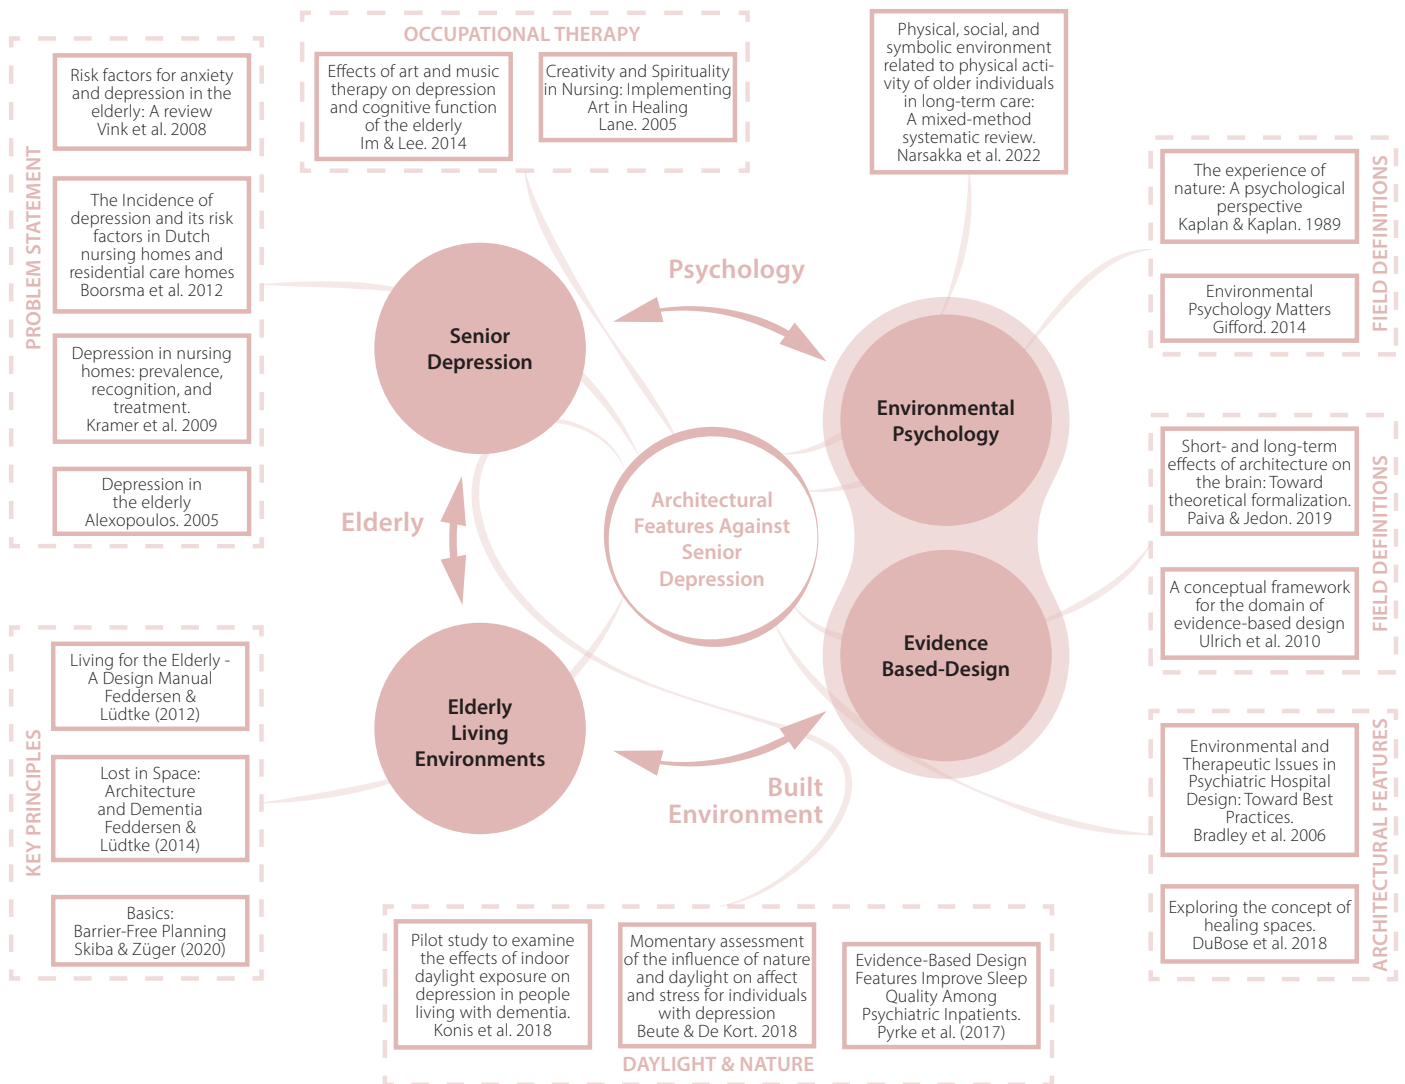 PROBLEM STATEMENT
Risk factors for anxiety
and depression in the
elderly: A review
Vink et al. 2008
The Incidence of
depression and its risk
factors in Dutch
nursing homes and
residential care homes
Boorsma et al. 2012
Depression in nursing
homes: prevalence,
recognition, and
treatment.
Kramer et al. 2009
Depression in
the elderly
Alexopoulos. 2005
OCCUPATIONAL THERAPY
Effects of art and music
therapy on depression
and cognitive function
of the elderly
Im & Lee. 2014
Creativity and Spirituality
in Nursing: Implementing
Art in Healing
Lane. 2005
Physical, social, and
symbolic environment
related to physical acti-
vity of older individuals
in long-term care:
A mixed-method
systematic review.
Narsakka et al. 2022
FIELD DEFINITIONS
The experience of
nature: A psychological
perspective
Kaplan & Kaplan. 1989
Environmental
Psychology Matters
Gifford. 2014
Psychology
Senior
Depression
Environmental
Psychology
Elderly
Architectural
Features Against
Senior
Depression
Evidence
Based-Design
Elderly
Living
Environments
Built
Environment
FIELD DEFINITIONS
Short- and long-term
effects of architecture on
the brain: Toward
theoretical formalization.
Paiva & Jedon. 2019
A conceptual framework
for the domain of
evidence-based design
Ulrich et al. 2010
KEY PRINCIPLES
Living for the Elderly -
A Design Manual
Feddersen &
Lüdtke (2012)
Lost in Space:
Architecture
and Dementia
Feddersen &
Lüdtke (2014)
Basics:
Barrier-Free Planning
Skiba & Züger (2020)
ARCHITECTURAL FEATURES
Environmental and
Therapeutic Issues in
Psychiatric Hospital
Design: Toward Best
Practices.
Bradley et al. 2006
Exploring the concept of
healing spaces.
DuBose et al. 2018
Pilot study to examine
the effects of indoor
daylight exposure on
depression in people
living with dementia.
Konis et al. 2018
Momentary assessment
of the influence of nature
and daylight on affect
and stress for individuals
with depression
Beute & De Kort. 2018
Evidence-Based Design
Features Improve Sleep
Quality Among
Psychiatric Inpatients.
Pyrke et al. (2017)
DAYLIGHT & NATURE